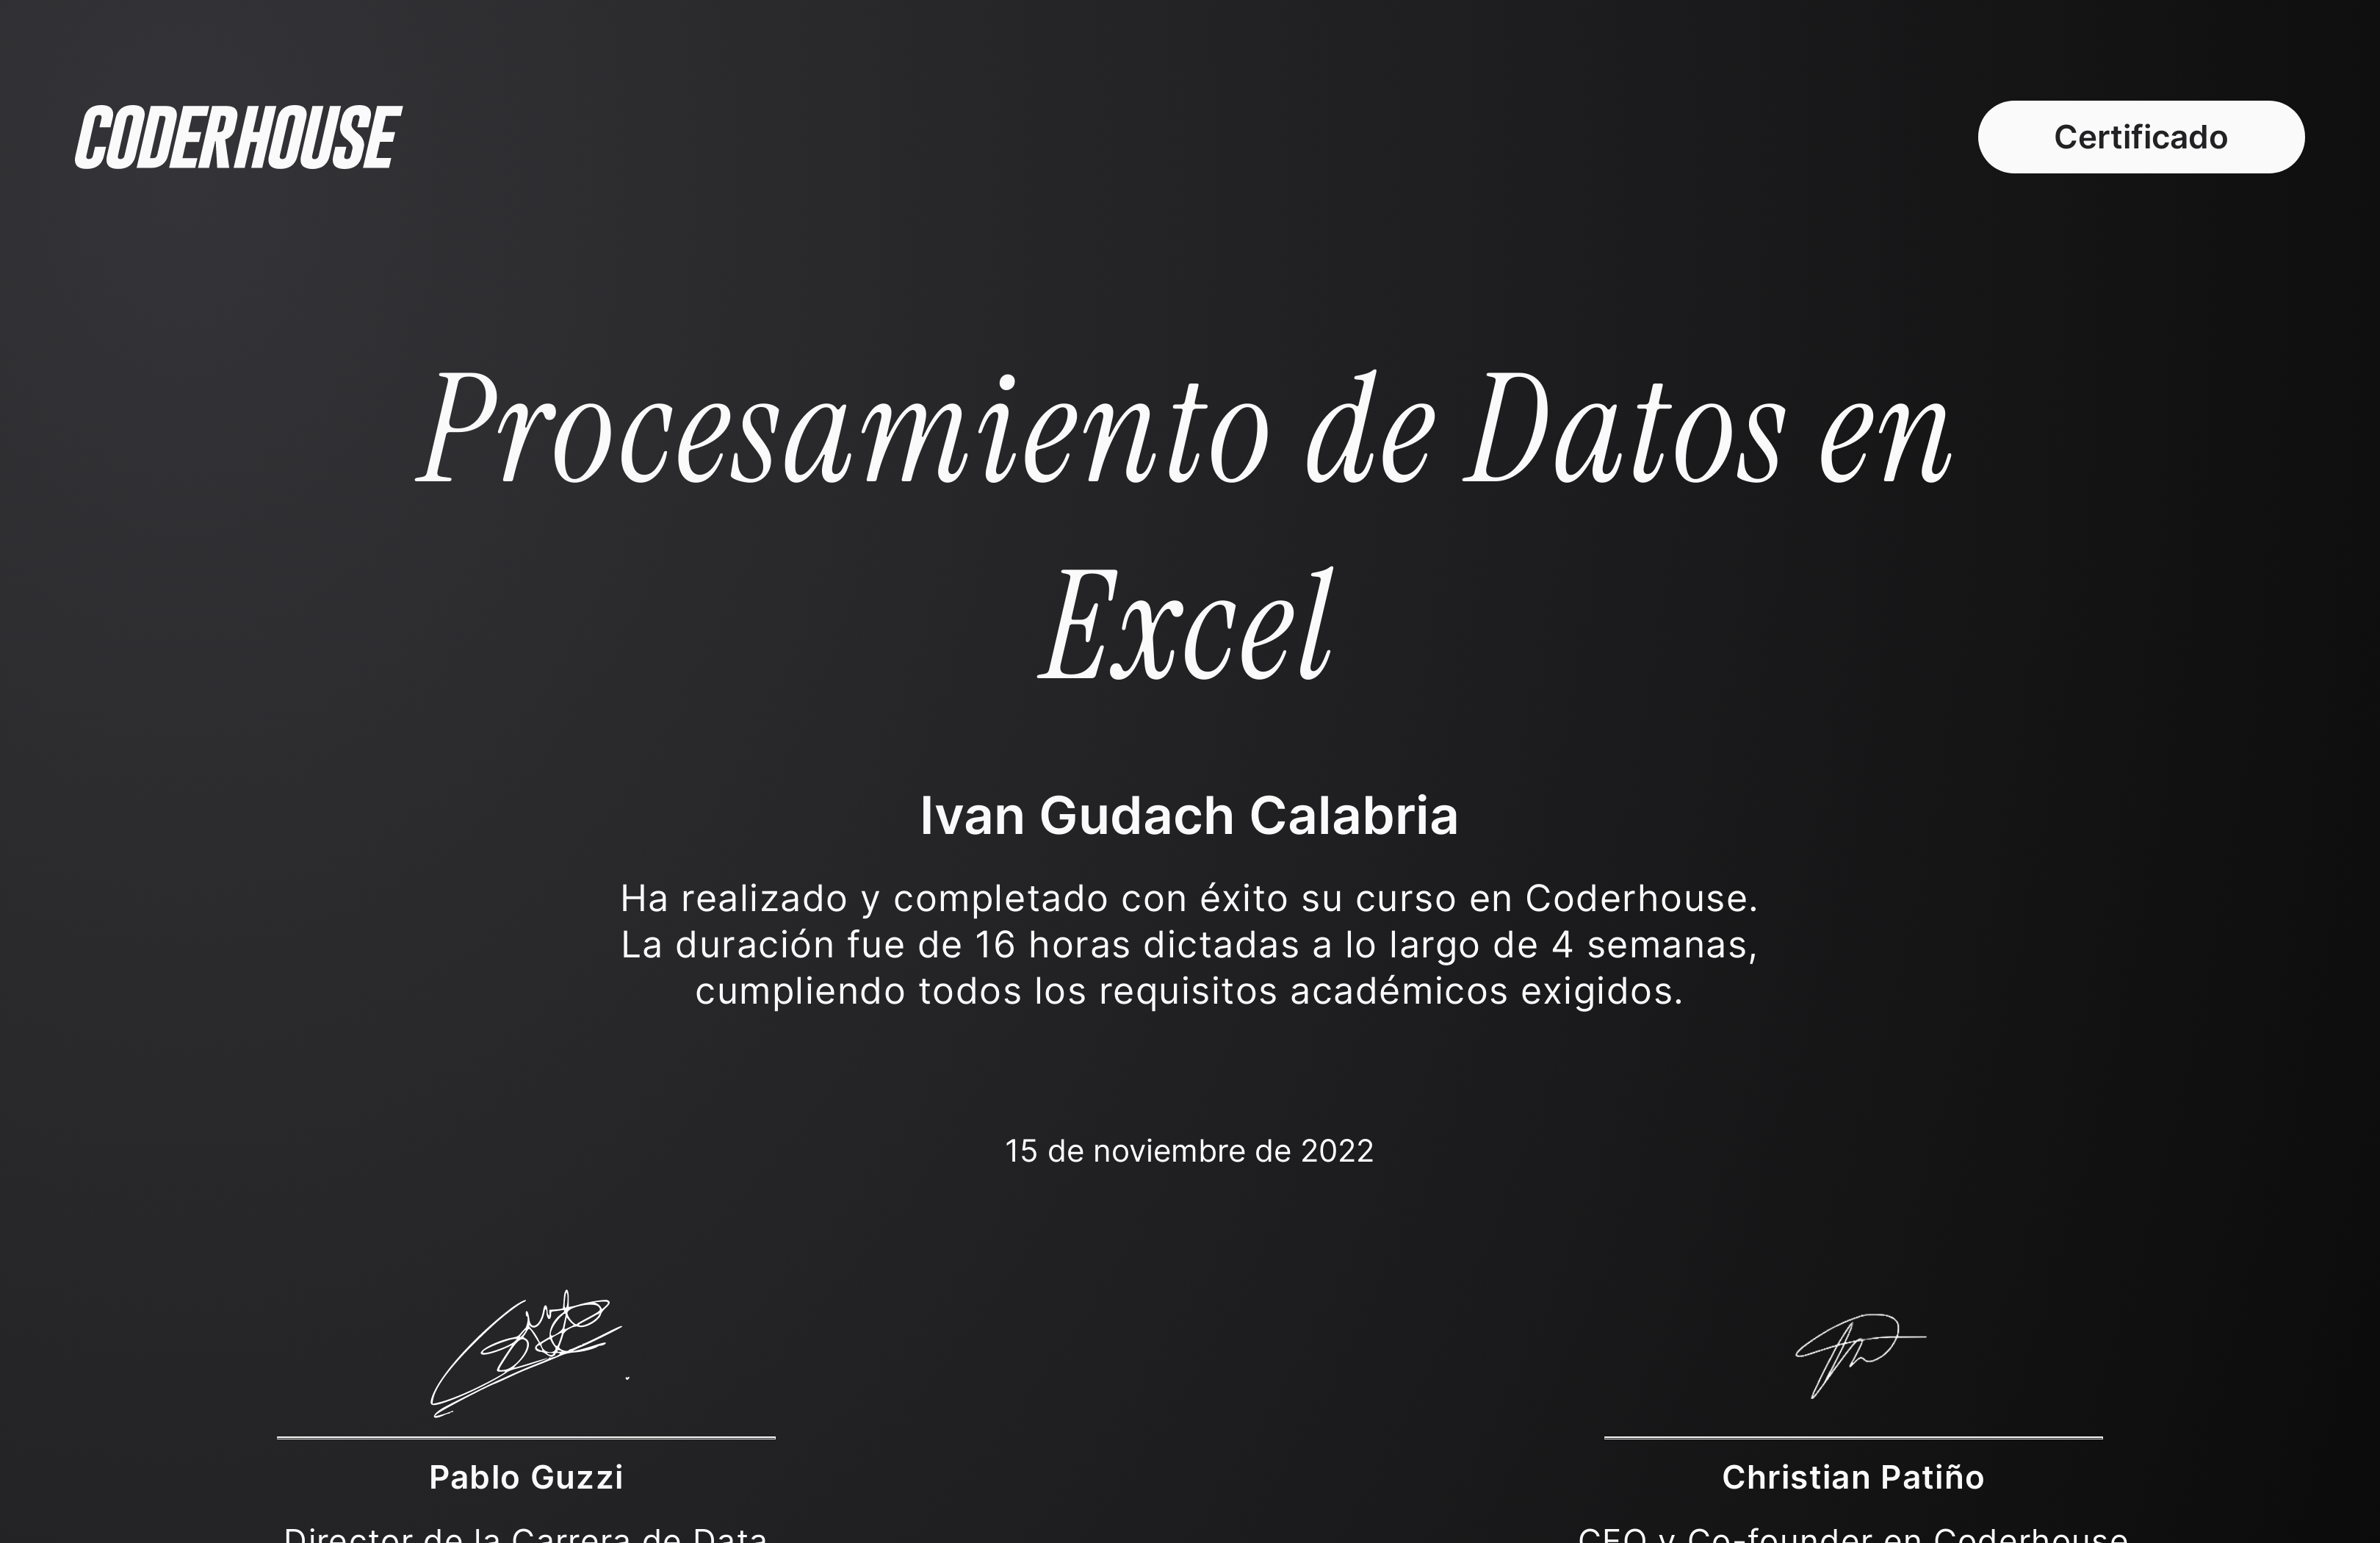 CODERHOUSE
Certificado
Procesamiento de Datos en
Excel
Ivan Gudach Calabria
Ha realizado y completado con éxito su curso en Coderhouse.
La duración fue de 16 horas dictadas a lo largo de 4 semanas,
cumpliendo todos los requisitos académicos exigidos.
15 de noviembre de 2022
Pablo Guzzi
Christian Patiño
Director de la Carrera de Data
CEO y Co-founder en Coderhouse